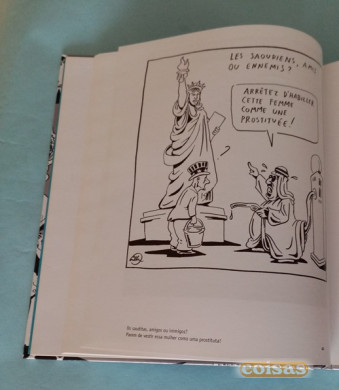 LES SAOUDIENS, AMIS
OU ENNEMIS?
ARRÊTEZ D'HABILLER
CETTE FEMME
COMME UNE
PROSTITUÉE!
?
Os sauditas, amigos ou inimigos?
Parem de vestir essa mulher como uma prostituta!
coisas